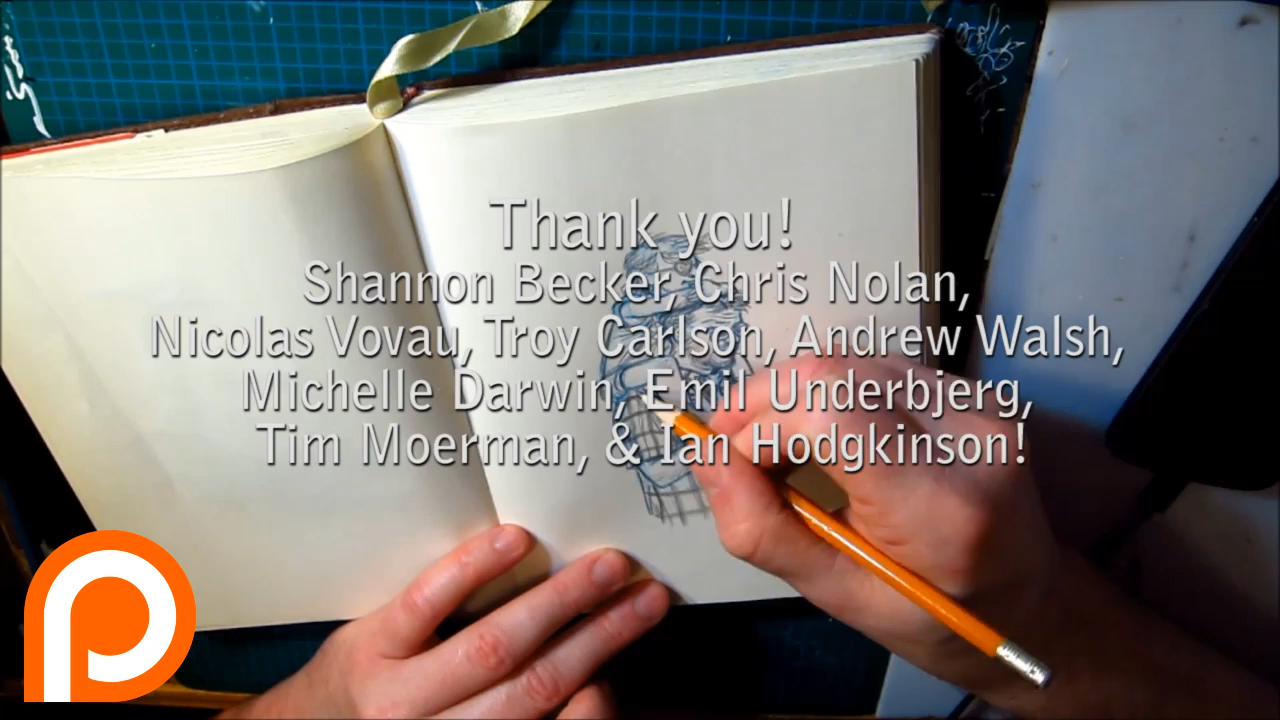 Thank you!
Shannon Becker, Chris Nolan,
Nicolas Vovau, Troy Carlson, Andrew Walsh,
Michelle Darwin, Emil Underbjerg,
Tim Moerman, & Ian Hodgkinson!